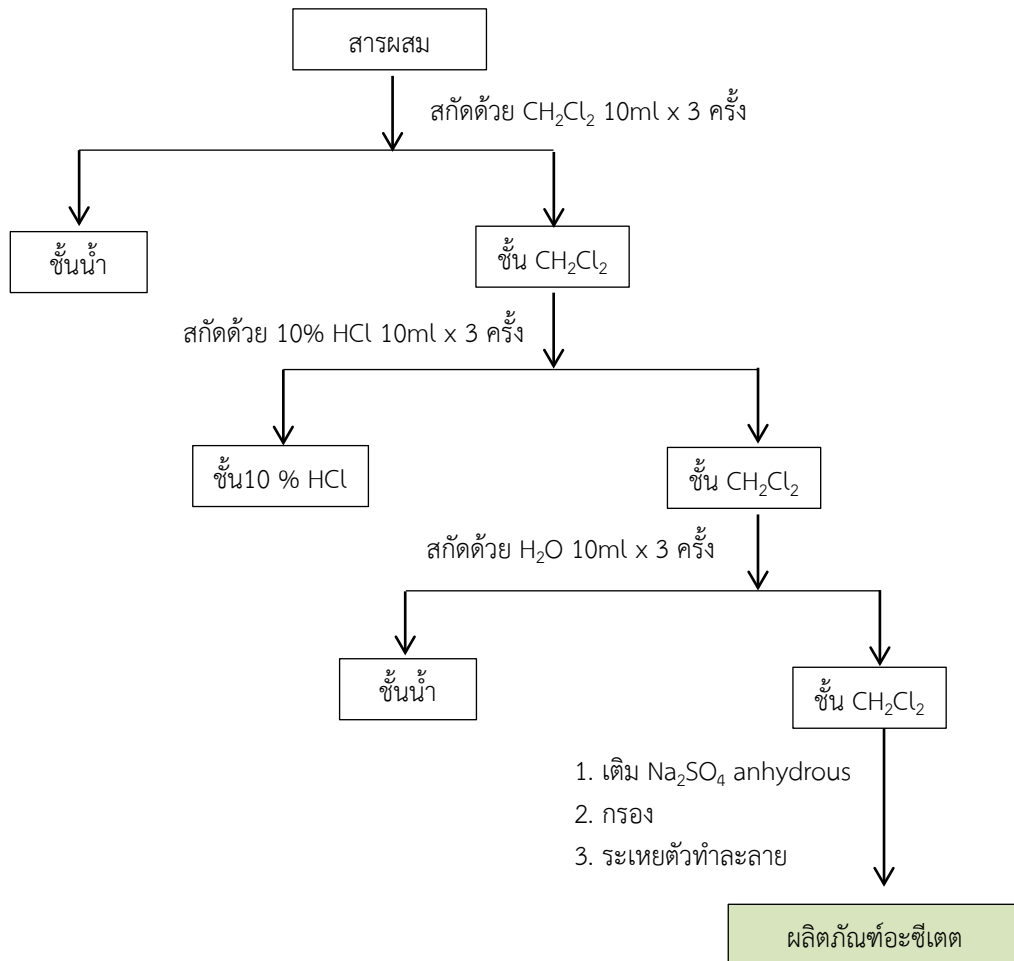 สารผสม
สกัดด้วย CH₂Cl₂ 10ml x 3 ครั้ง
ชั้นน้ำ
ชั้น CH₂Cl₂
สกัดด้วย 10% HCl 10ml x 3 ครั้ง
ชั้น10 % HCl
ชั้น CH₂Cl₂
สกัดด้วย H₂O 10ml x 3 ครั้ง
ชั้นน้ำ
ชั้น CH₂Cl₂
1. เติม Na₂SO₄ anhydrous
2. กรอง
3. ระเหยตัวทำละลาย
ผลิตภัณฑ์อะซีเตต